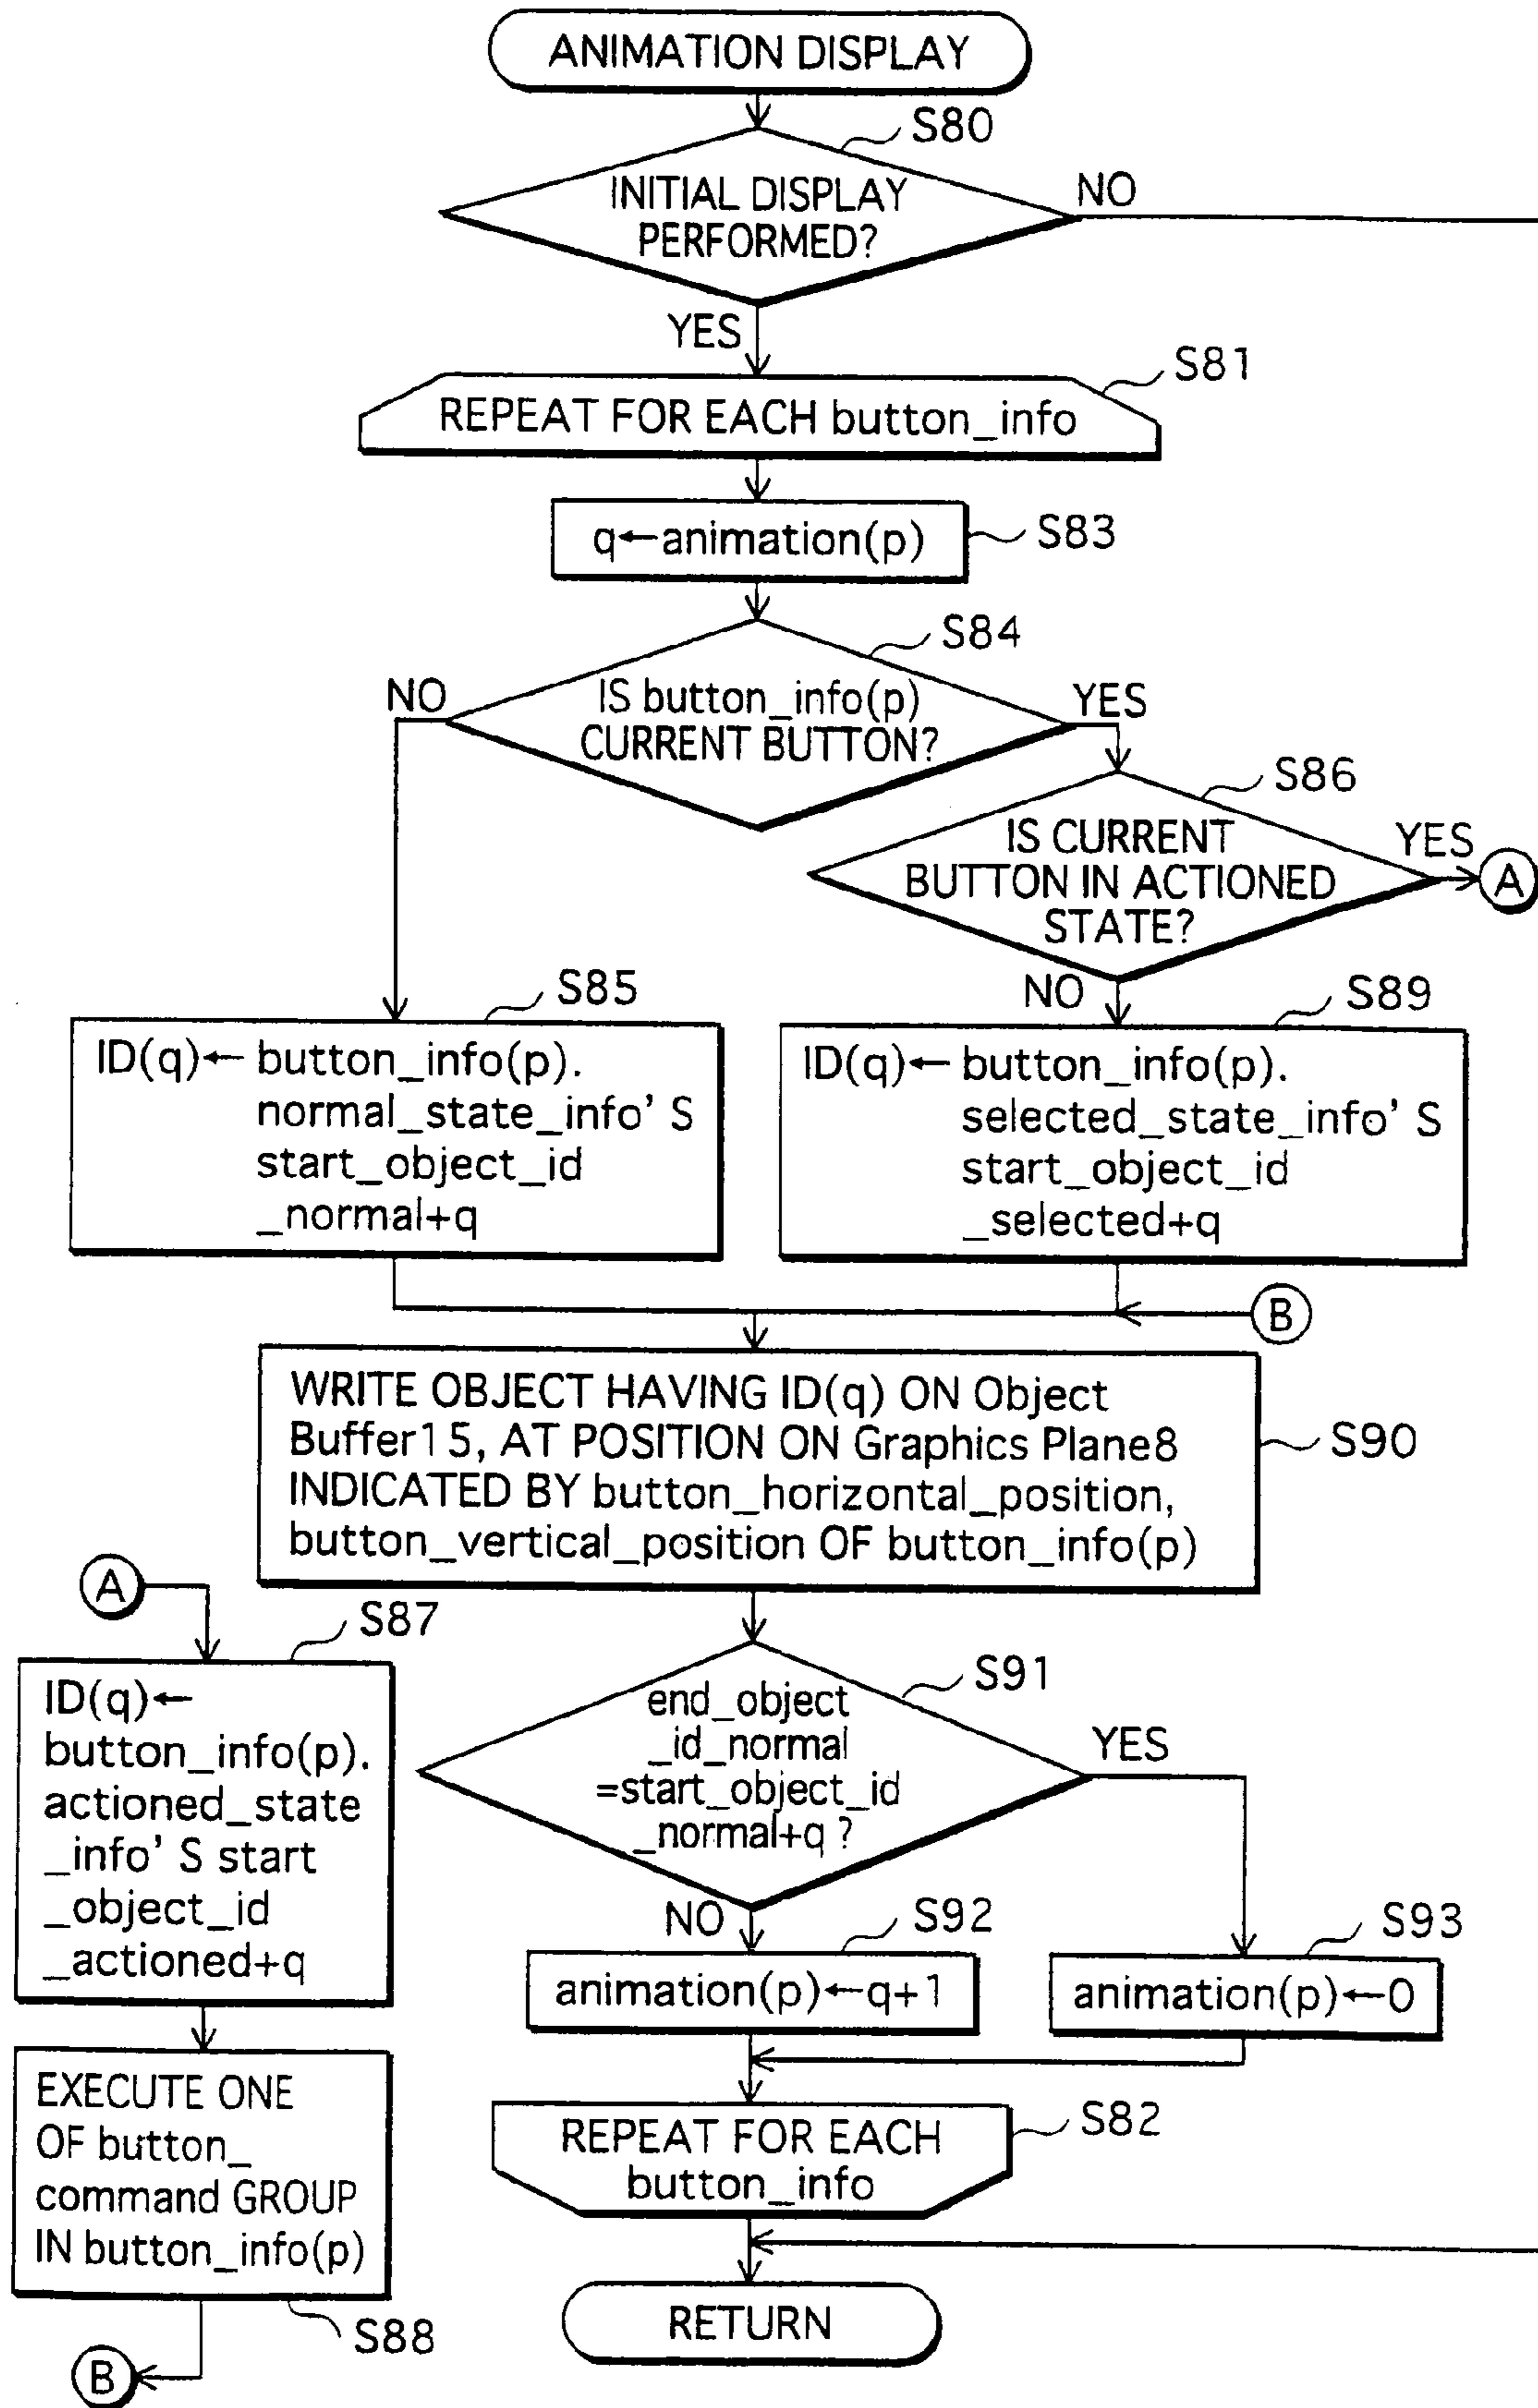 ANIMATION DISPLAY
S80
INITIAL DISPLAY
PERFORMED?
NO
YES
S81
REPEAT FOR EACH button_info
q←animation(p)
S83
S84
IS button_info(p)
CURRENT BUTTON?
NO
YES
S86
IS CURRENT
BUTTON IN ACTIONED
STATE?
YES
A
NO
S85
ID(q)← button_info(p).
normal_state_info' S
start_object_id
_normal+q
S89
ID(q)← button_info(p).
selected_state_info' S
start_object_id
_selected+q
B
WRITE OBJECT HAVING ID(q) ON Object
Buffer15, AT POSITION ON Graphics Plane8
INDICATED BY button_horizontal_position,
button_vertical_position OF button_info(p)
S90
A
S87
ID(q)←
button_info(p).
actioned_state
_info' S start
_object_id
_actioned+q
EXECUTE ONE
OF button_
command GROUP
IN button_info(p)
S88
B
S91
end_object
_id_normal
=start_object_id
_normal+q ?
YES
NO
S92
animation(p)←q+1
S93
animation(p)←0
S82
REPEAT FOR EACH
button_info
RETURN